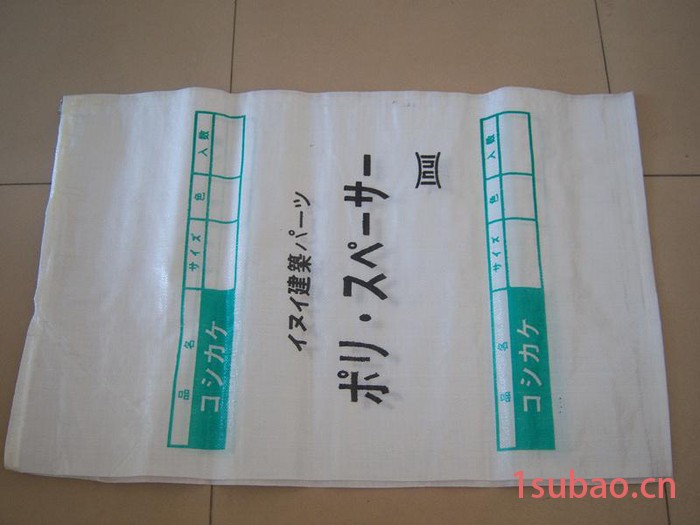 品名 サイズ 色 入数
コシカケ
イヌイ建築パーツ
ポリ・スペーサー
品名 サイズ 色 入数
コシカケ
1subao.cn